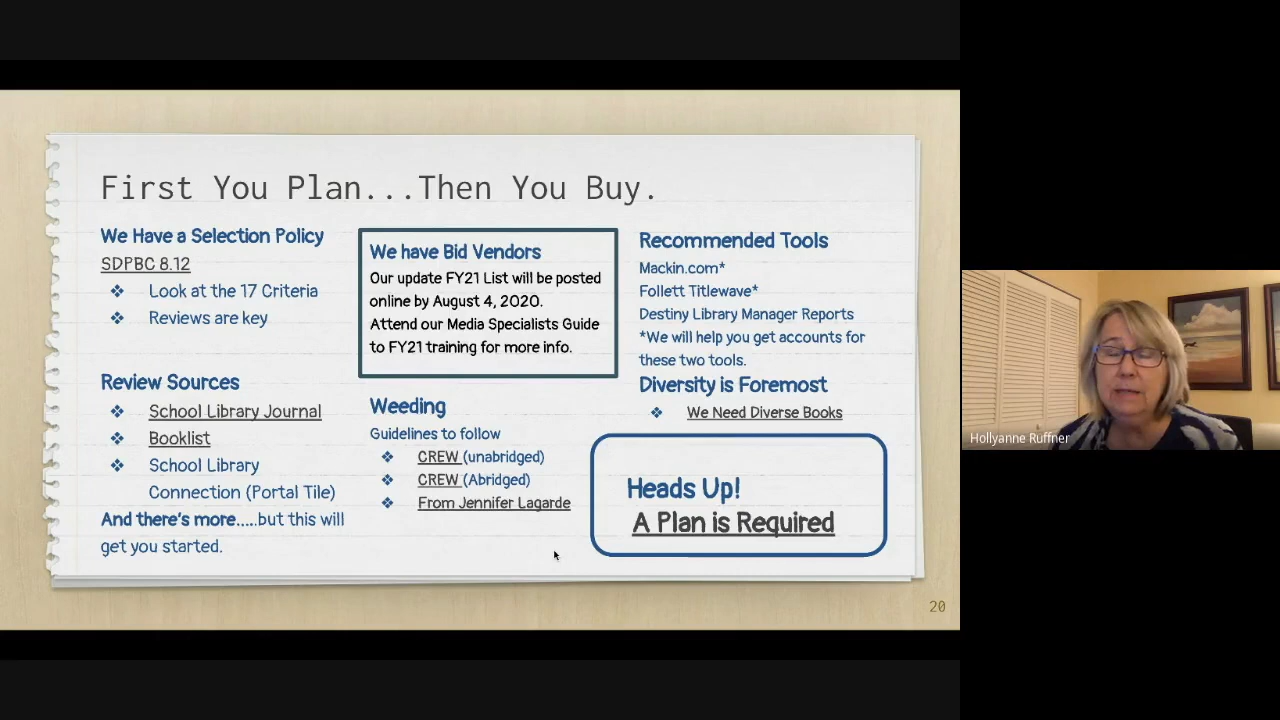 First You Plan...Then You Buy.
We Have a Selection Policy
SDPBC 8.12
❖ Look at the 17 Criteria
❖ Reviews are key
Review Sources
❖ School Library Journal
❖ Booklist
❖ School Library
Connection (Portal Tile)
And there's more.....but this will
get you started.
We have Bid Vendors
Our update FY21 List will be posted
online by August 4, 2020.
Attend our Media Specialists Guide
to FY21 training for more info.
Weeding
Guidelines to follow
❖ CREW (unabridged)
❖ CREW (Abridged)
❖ From Jennifer Lagarde
Recommended Tools
Mackin.com*
Follett Titlewave*
Destiny Library Manager Reports
*We will help you get accounts for
these two tools.
Diversity is Foremost
❖ We Need Diverse Books
Heads Up!
A Plan is Required
20
Hollyanne Ruffner